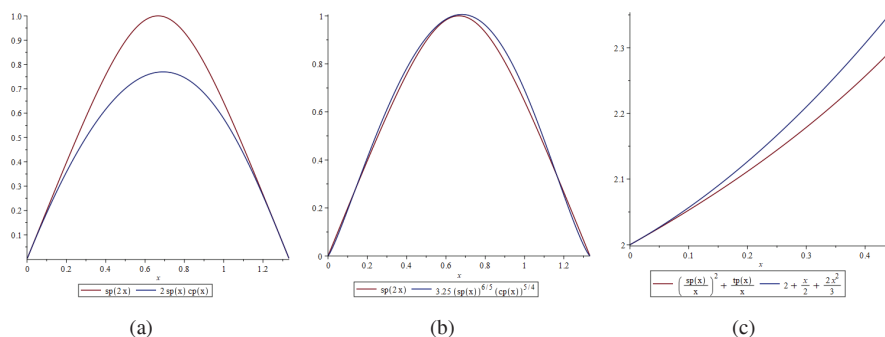 1.0
0.9
0.8
0.7
0.6
0.5
0.4
0.3
0.2
0.1
0 0.2 0.4 0.6 0.8 1 1.2
x
sp(2x) 2 sp(x) cp(x)
(a)
1
0.8
0.6
0.4
0.2
0
0 0.2 0.4 0.6 0.8 1 1.2
x
sp(2x) 3.25 (sp(x))^{6/5} (cp(x))^{5/4}
(b)
2.3
2.2
2.1
2
0 0.1 0.2 0.3 0.4
x
(sp(x)/x)^2 + tp(x)/x 2 + x/2 + 2x^2/3
(c)